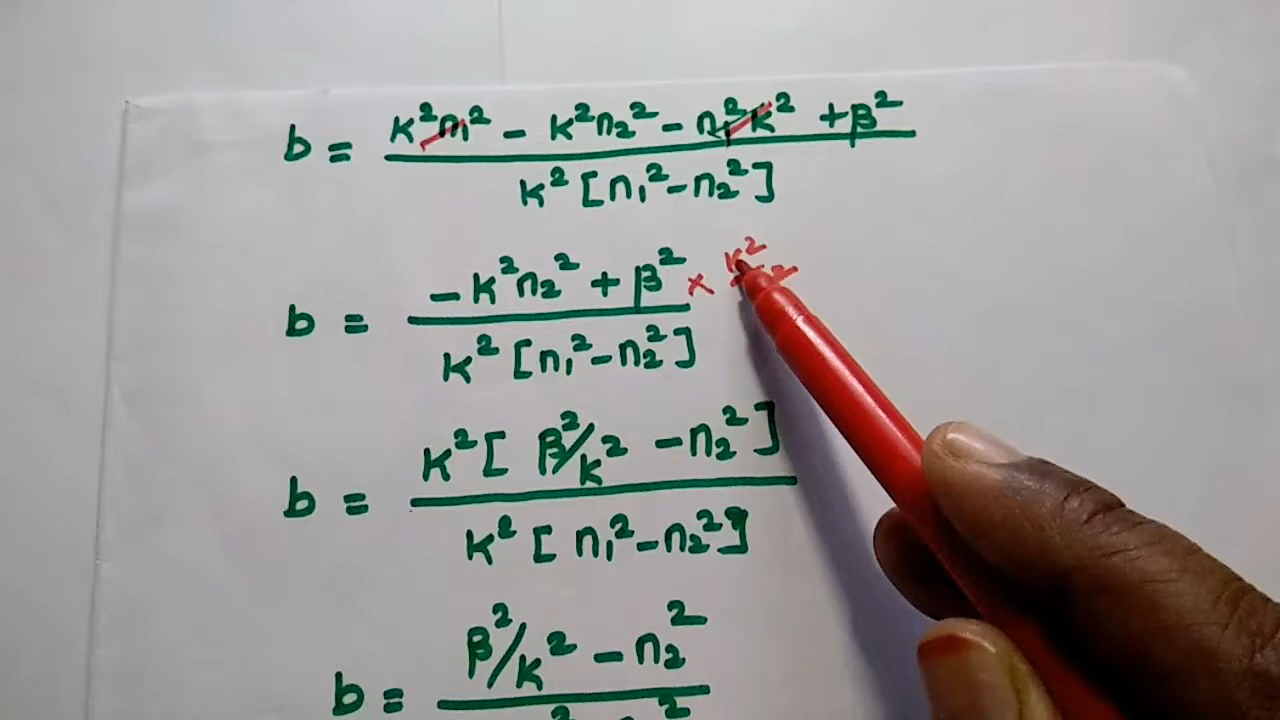 b = K²n₁² - K²n₂² - n₁²K² + β² / K² [n₁² - n₂²]
b = -K²n₂² + β² / K² [n₁² - n₂²] × K²
b = K² [ β²/K² - n₂² ] / K² [ n₁² - n₂² ]
b = β²/K² - n₂²